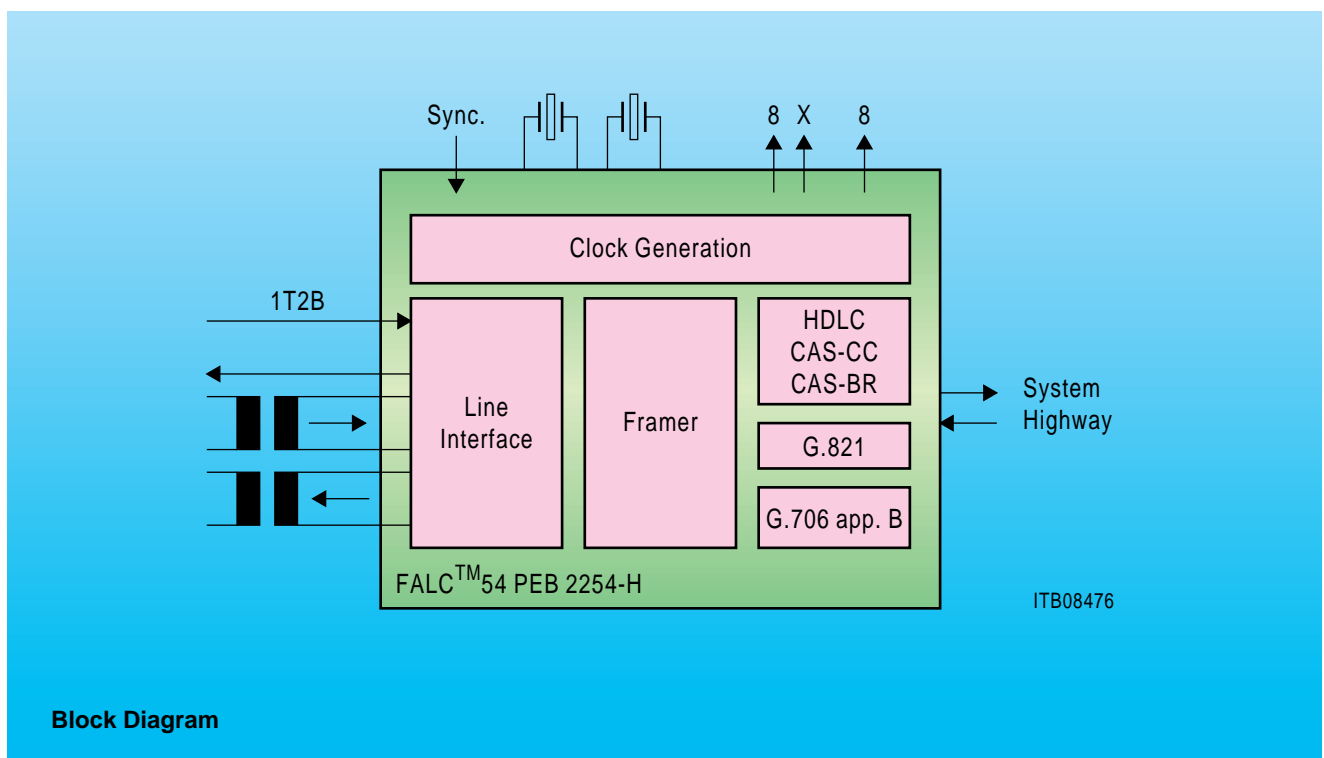 Sync.
8 X 8
Clock Generation
1T2B
Line
Interface
Framer
HDLC
CAS-CC
CAS-BR
G.821
G.706 app. B
System
Highway
FALC™54 PEB 2254-H
ITB08476
Block Diagram